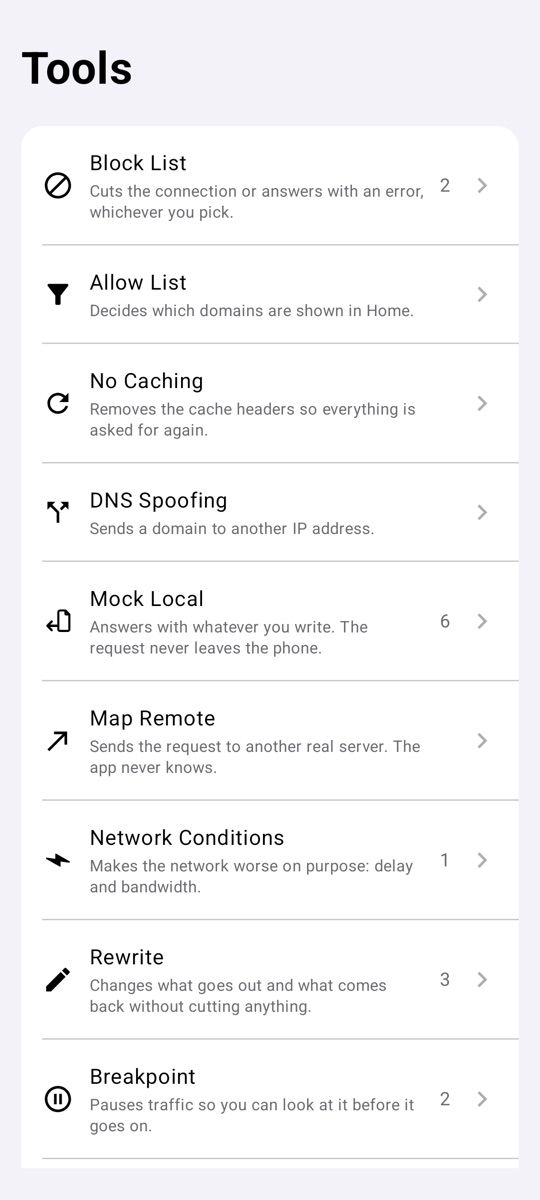 Tools
Block List
Cuts the connection or answers with an error,
whichever you pick.
2
Allow List
Decides which domains are shown in Home.
No Caching
Removes the cache headers so everything is
asked for again.
DNS Spoofing
Sends a domain to another IP address.
Mock Local
Answers with whatever you write. The
request never leaves the phone.
6
Map Remote
Sends the request to another real server. The
app never knows.
Network Conditions
Makes the network worse on purpose: delay
and bandwidth.
1
Rewrite
Changes what goes out and what comes
back without cutting anything.
3
Breakpoint
Pauses traffic so you can look at it before it
goes on.
2